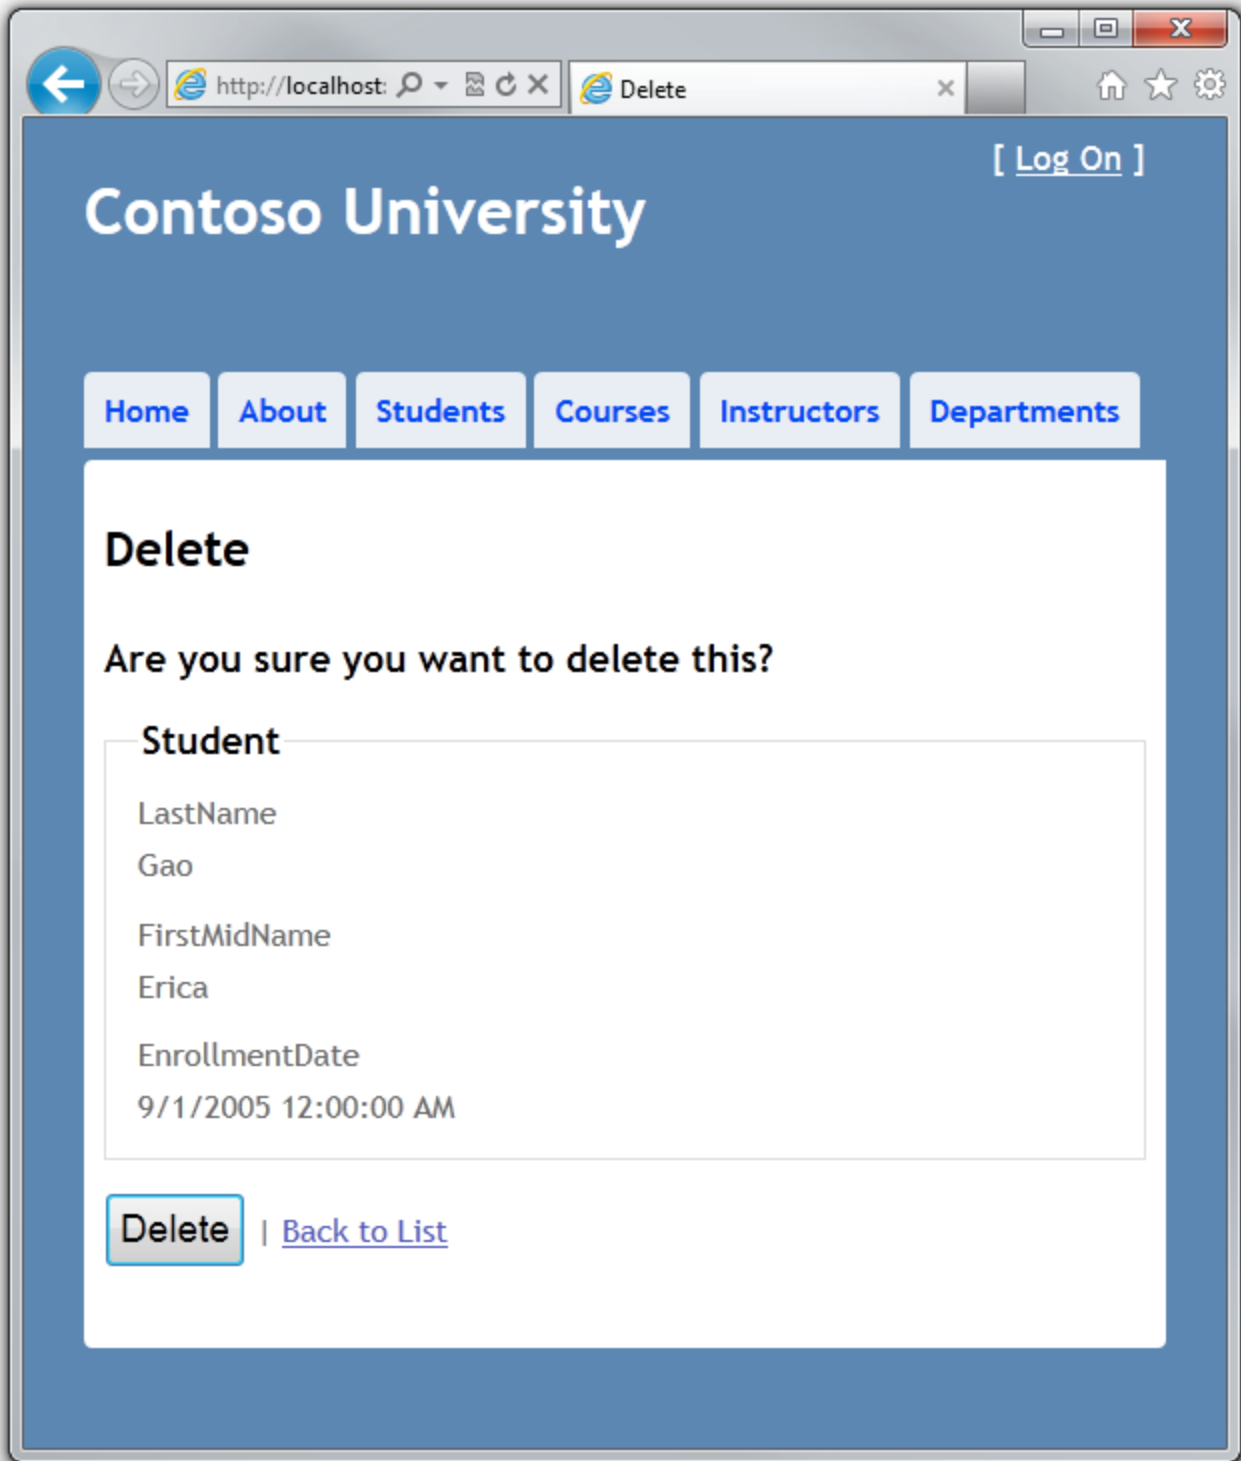 http://localhost:
Delete
[ Log On ]
Contoso University
Home About Students Courses Instructors Departments
Delete
Are you sure you want to delete this?
Student
LastName
Gao
FirstMidName
Erica
EnrollmentDate
9/1/2005 12:00:00 AM
Delete | Back to List